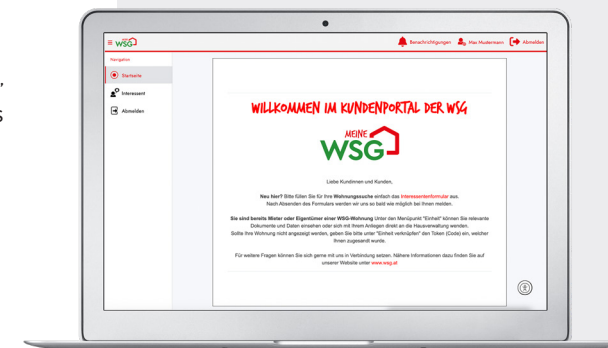 ”
S
MEINE
WSG
Benachrichtigungen
Max Mustermann
Abmelden
Navigation
Startseite
Interessent
Abmelden
WILLKOMMEN IM KUNDENPORTAL DER WSG
MEINE
WSG
Liebe Kundinnen und Kunden,
Neu hier? Bitte füllen Sie für Ihre Wohnungssuche einfach das Interessentenformular aus.
Nach Absenden des Formulars werden wir uns so bald wie möglich bei Ihnen melden.
Sie sind bereits Mieter oder Eigentümer einer WSG-Wohnung Unter den Menüpunkt "Einheit" können Sie relevante
Dokumente und Daten einsehen oder sich mit Ihrem Anliegen direkt an die Hausverwaltung wenden.
Sollte Ihre Wohnung nicht angezeigt werden, geben Sie bitte unter "Einheit verknüpfen" den Token (Code) ein, welcher
Ihnen zugesandt wurde.
Für weitere Fragen können Sie sich gerne mit uns in Verbindung setzen. Nähere Informationen dazu finden Sie auf
unserer Website unter www.wsg.at